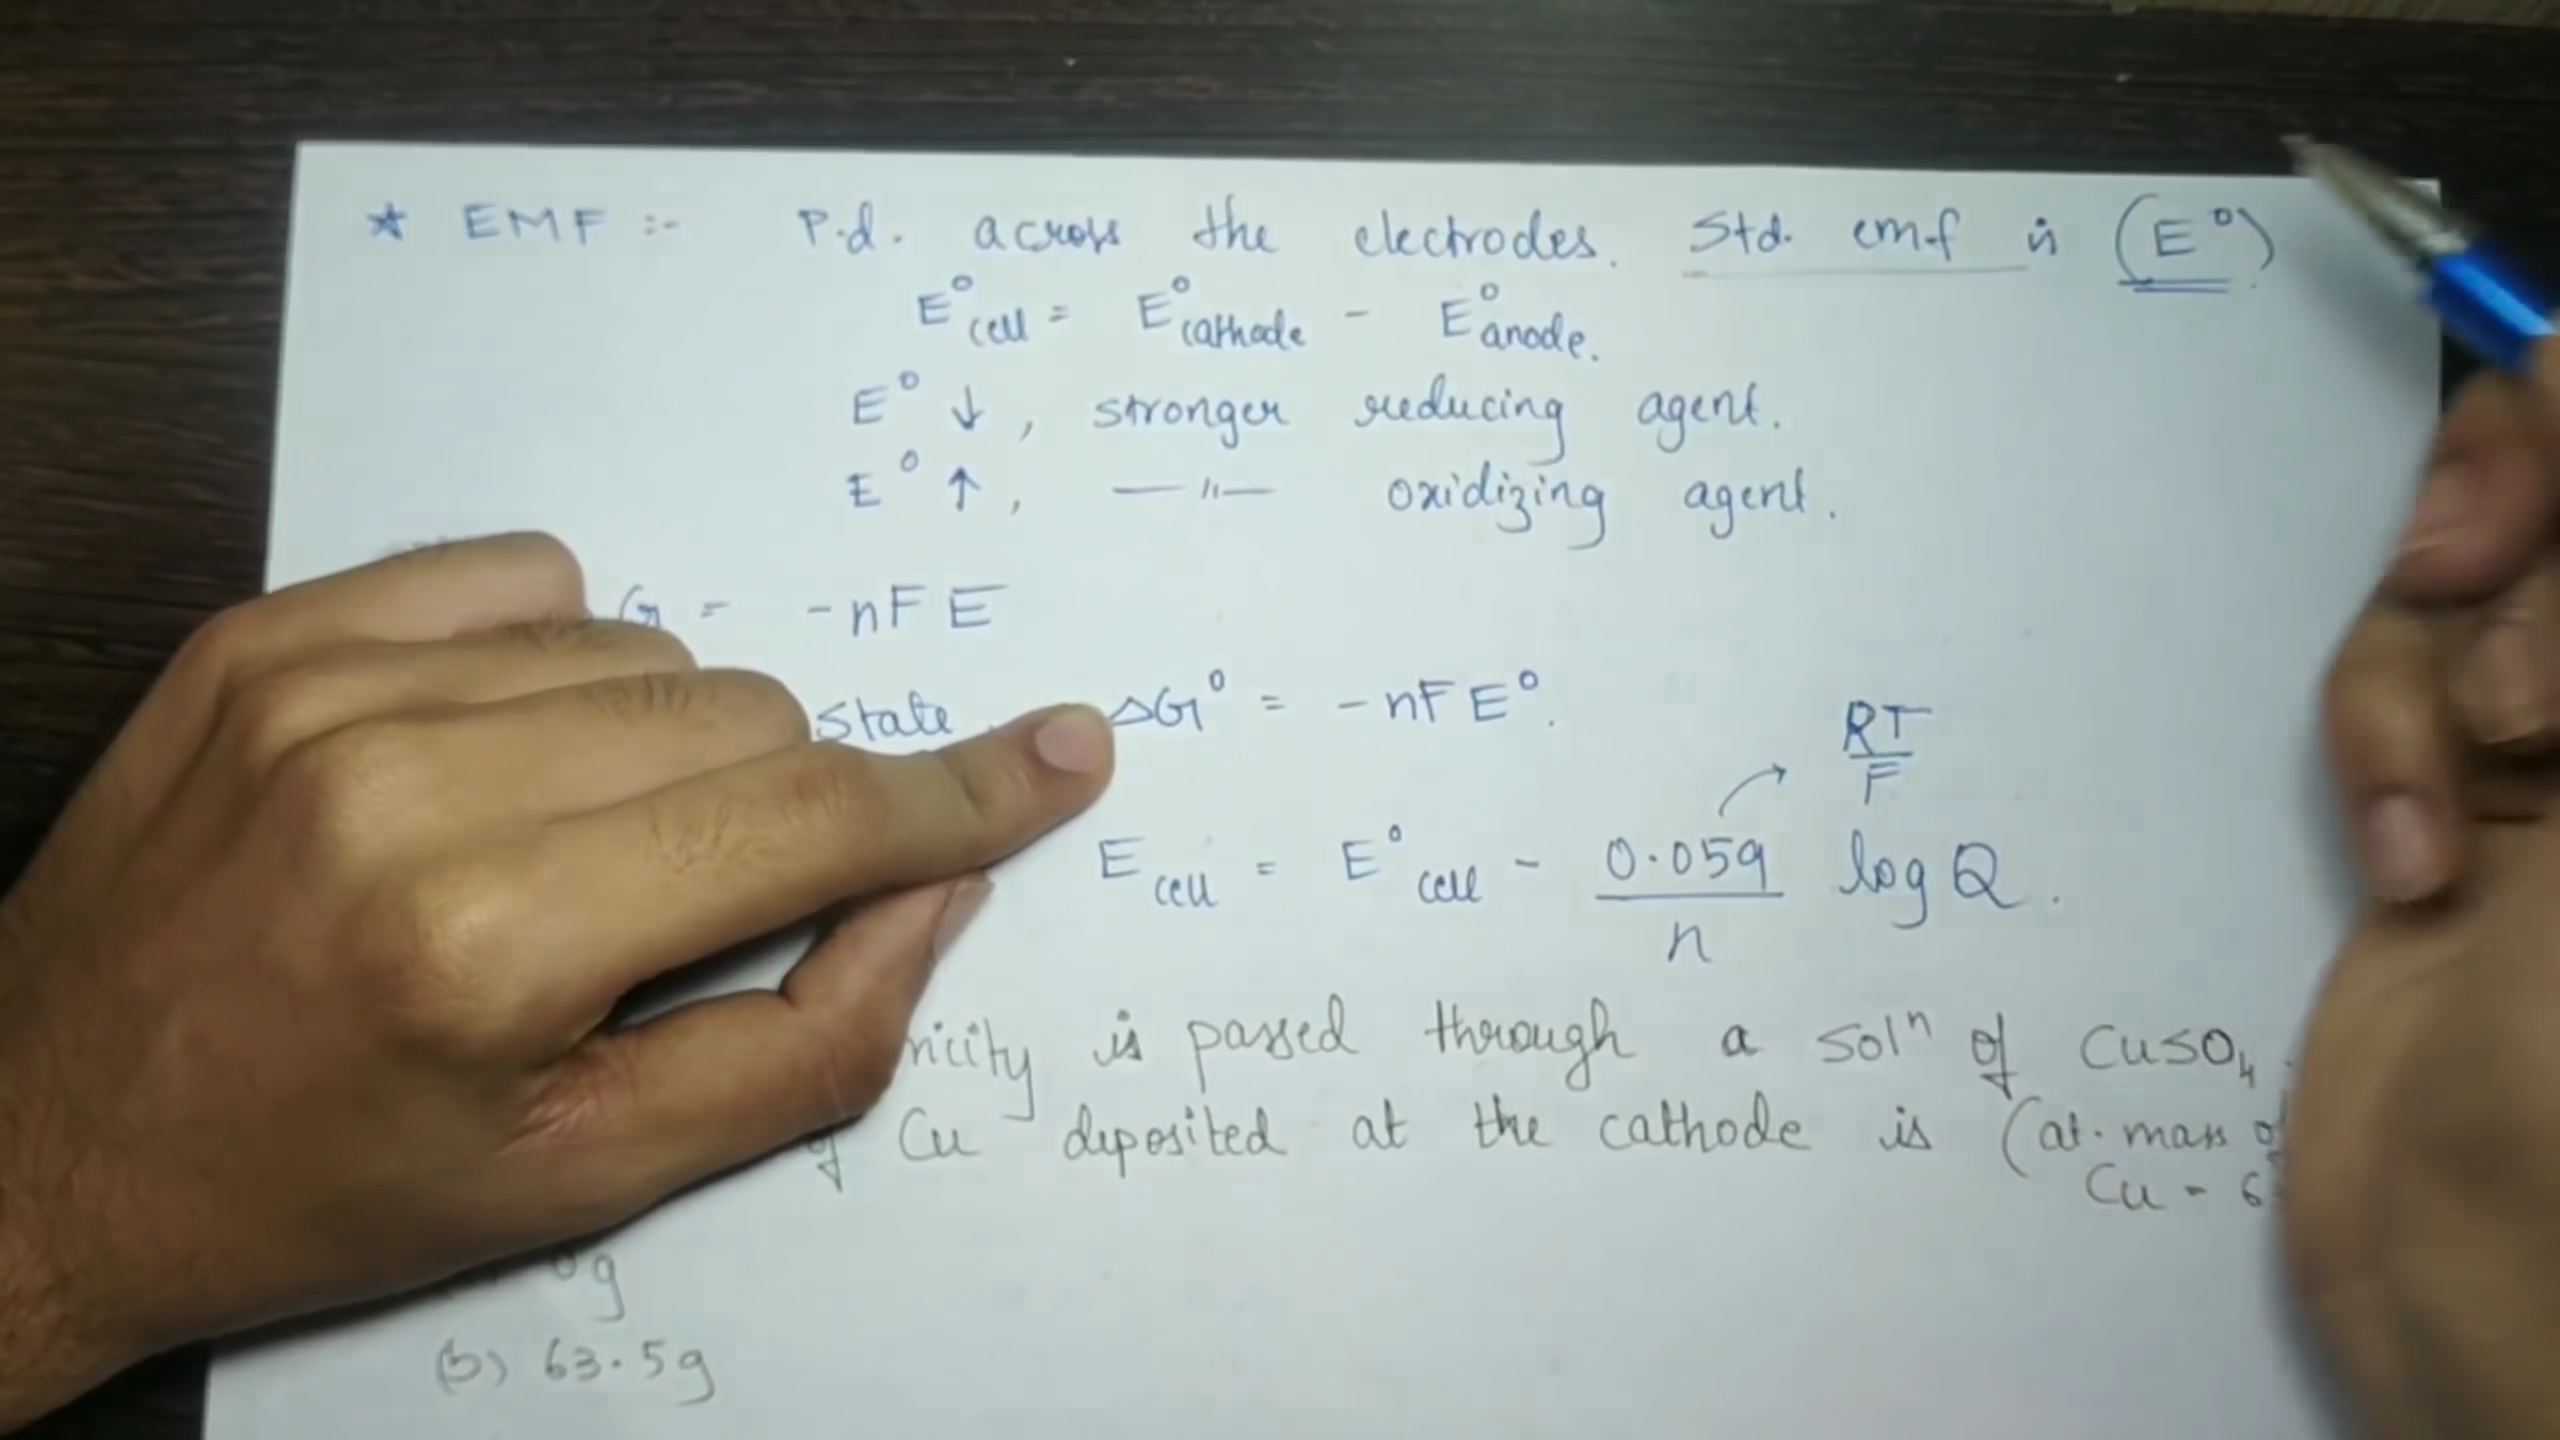 ★ EMF :- P.d. across the electrodes. Std. emf is (E°).
E°cell = E°cathode - E°anode.
E° ↓ , stronger reducing agent.
E° ↑ , —〃— oxidizing agent.
G = -nFE
State ΔG° = -nFE°.
RT/F
Ecell = E°cell - 0.059/n log Q.
is passed through a solⁿ of CuSO₄.
Cu deposited at the cathode is (at. mass of
Cu -
g
(b) 63.5g